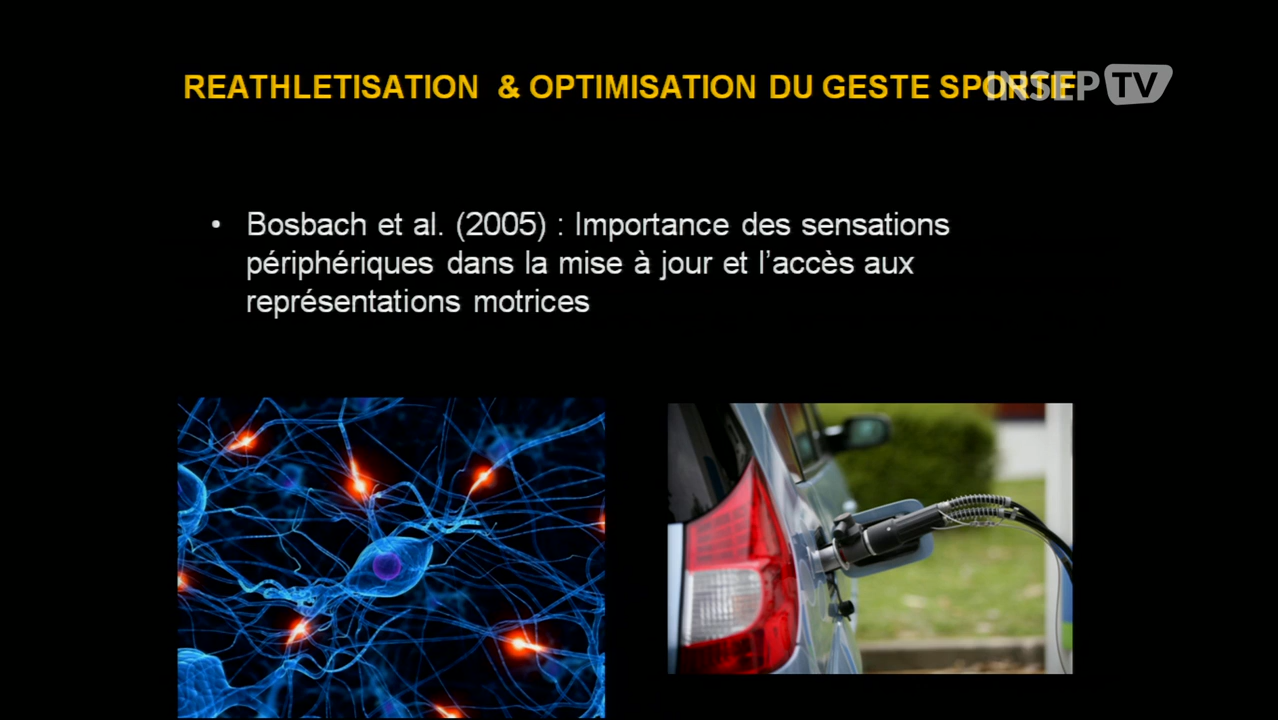 REATHLETISATION & OPTIMISATION DU GESTE SPORTIF
INSEP TV
• Bosbach et al. (2005) : Importance des sensations
périphériques dans la mise à jour et l’accès aux
représentations motrices